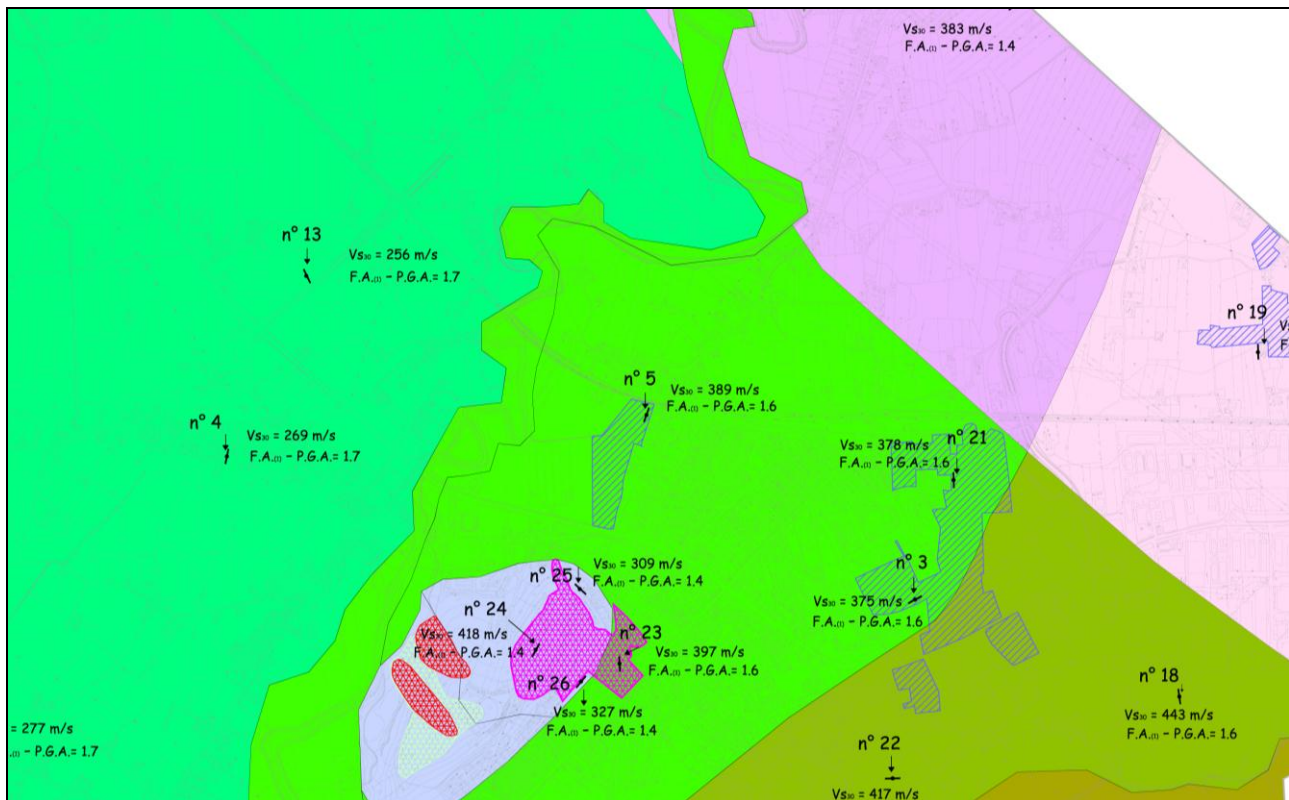 Vs₃₀ = 383 m/s
F.A.₍₁₎ - P.G.A.= 1.4
n° 13
Vs₃₀ = 256 m/s
F.A.₍₁₎ - P.G.A.= 1.7
n° 19
n° 5
Vs₃₀ = 389 m/s
F.A.₍₁₎ - P.G.A.= 1.6
n° 4
Vs₃₀ = 269 m/s
F.A.₍₁₎ - P.G.A.= 1.7
n° 21
Vs₃₀ = 378 m/s
F.A.₍₁₎ - P.G.A.= 1.6
n° 25
Vs₃₀ = 309 m/s
F.A.₍₁₎ - P.G.A.= 1.4
n° 3
Vs₃₀ = 375 m/s
F.A.₍₁₎ - P.G.A.= 1.6
n° 24
Vs₃₀ = 418 m/s
F.A.₍₁₎ - P.G.A.= 1.4
n° 23
Vs₃₀ = 397 m/s
F.A.₍₁₎ - P.G.A.= 1.6
n° 26
Vs₃₀ = 327 m/s
F.A.₍₁₎ - P.G.A.= 1.4
n° 18
Vs₃₀ = 443 m/s
F.A.₍₁₎ - P.G.A.= 1.6
= 277 m/s
.₍₁₎ - P.G.A.= 1.7
n° 22
Vs₃₀ = 417 m/s